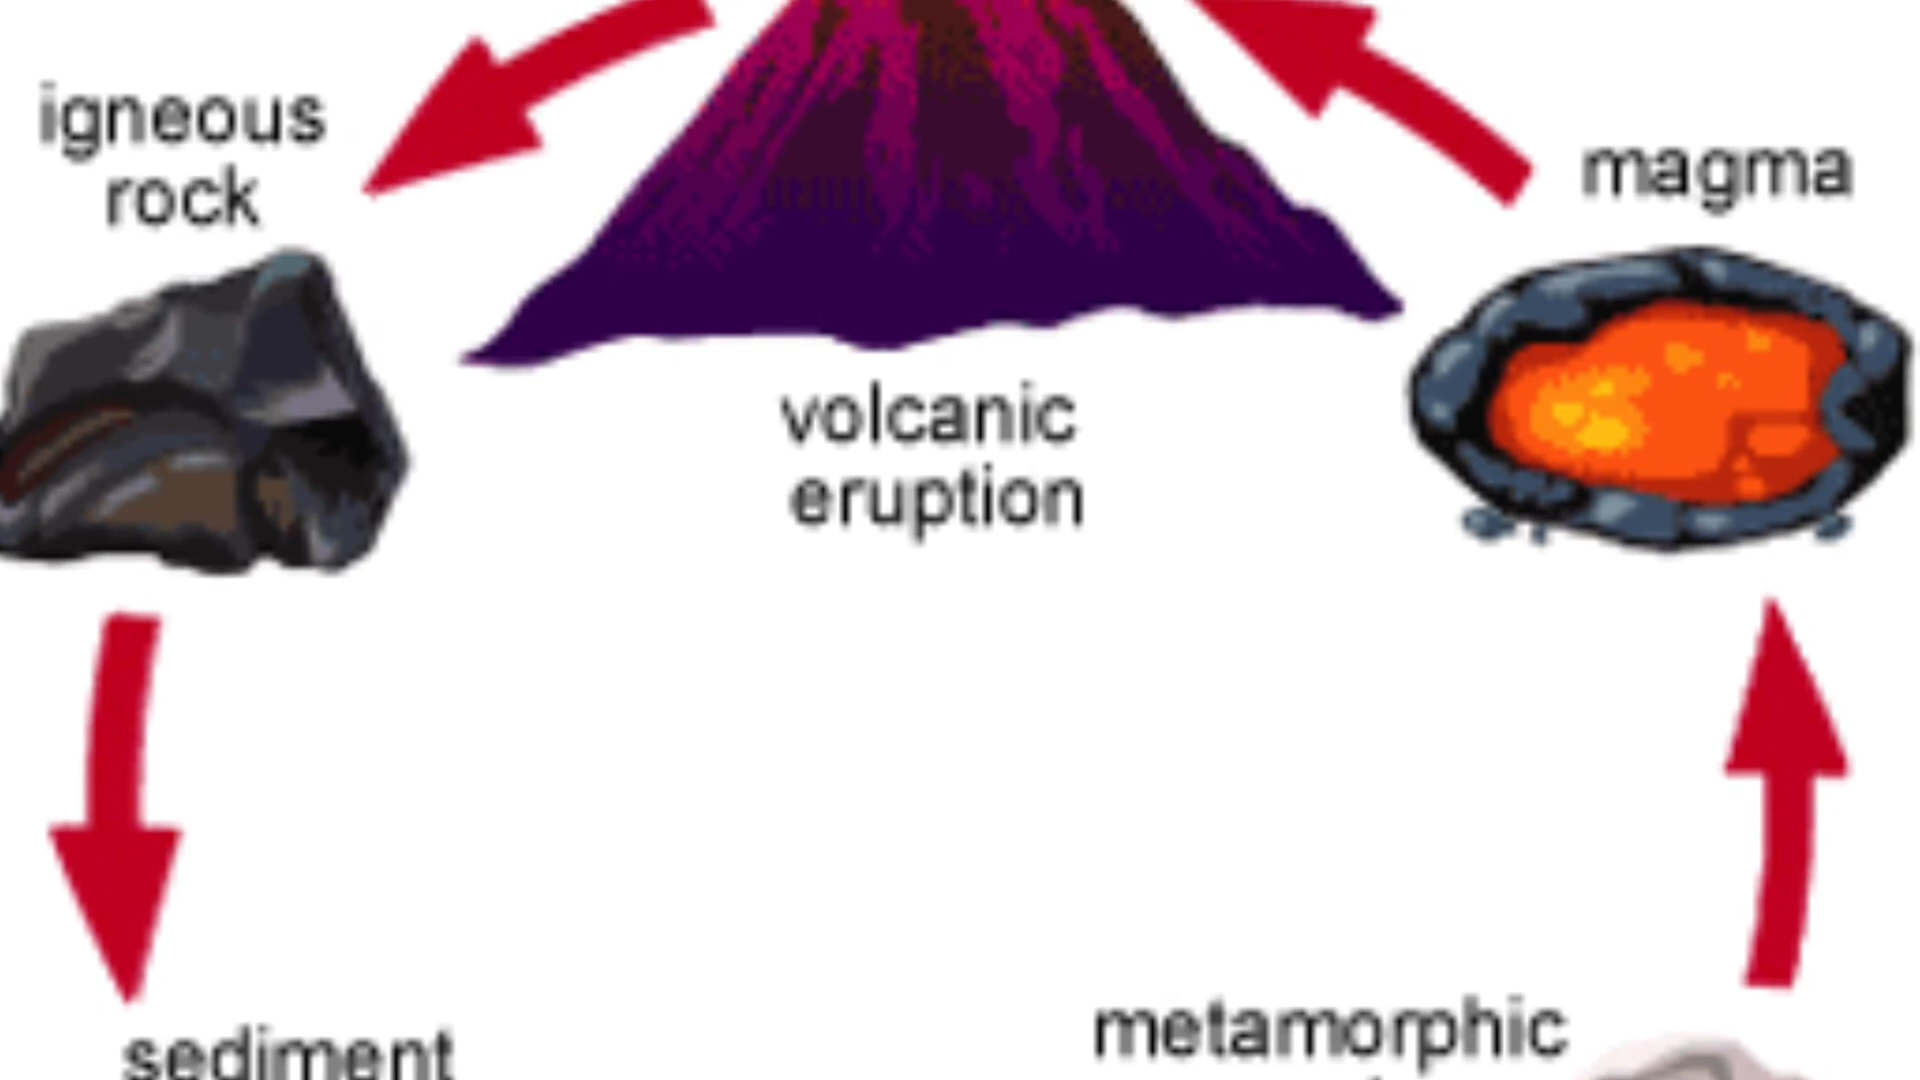 igneous
rock
magma
volcanic
eruption
sediment
metamorphic